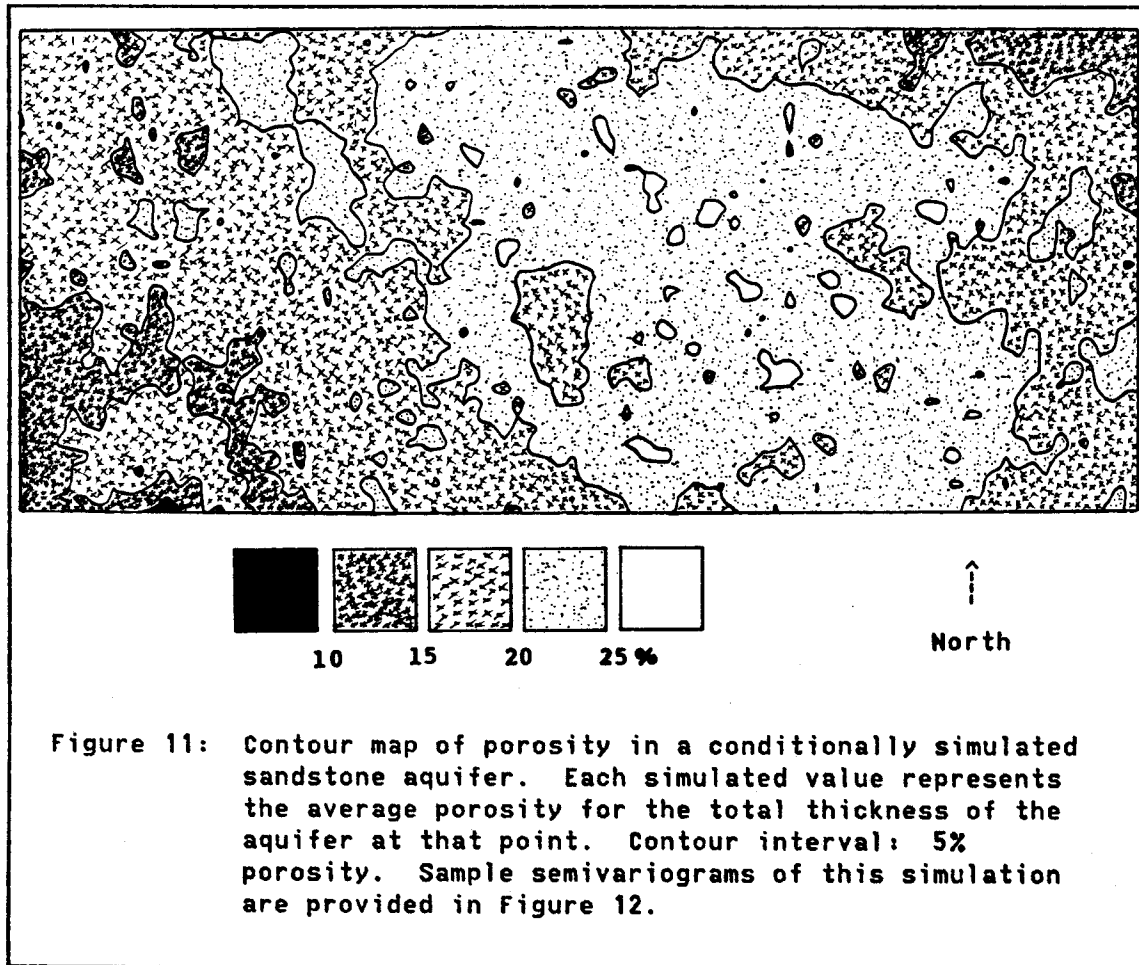 10 15 20 25%
North
Figure 11: Contour map of porosity in a conditionally simulated
sandstone aquifer. Each simulated value represents
the average porosity for the total thickness of the
aquifer at that point. Contour interval: 5%
porosity. Sample semivariograms of this simulation
are provided in Figure 12.